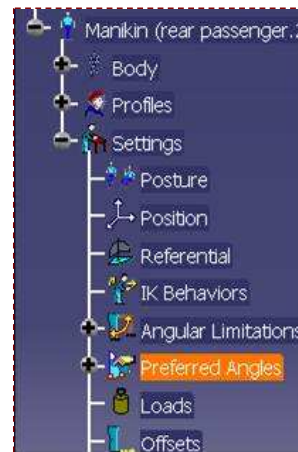 Manikin (rear passenger.
Body
Profiles
Settings
Posture
Position
Referential
IK Behaviors
Angular Limitations
Preferred Angles
Loads
Offsets